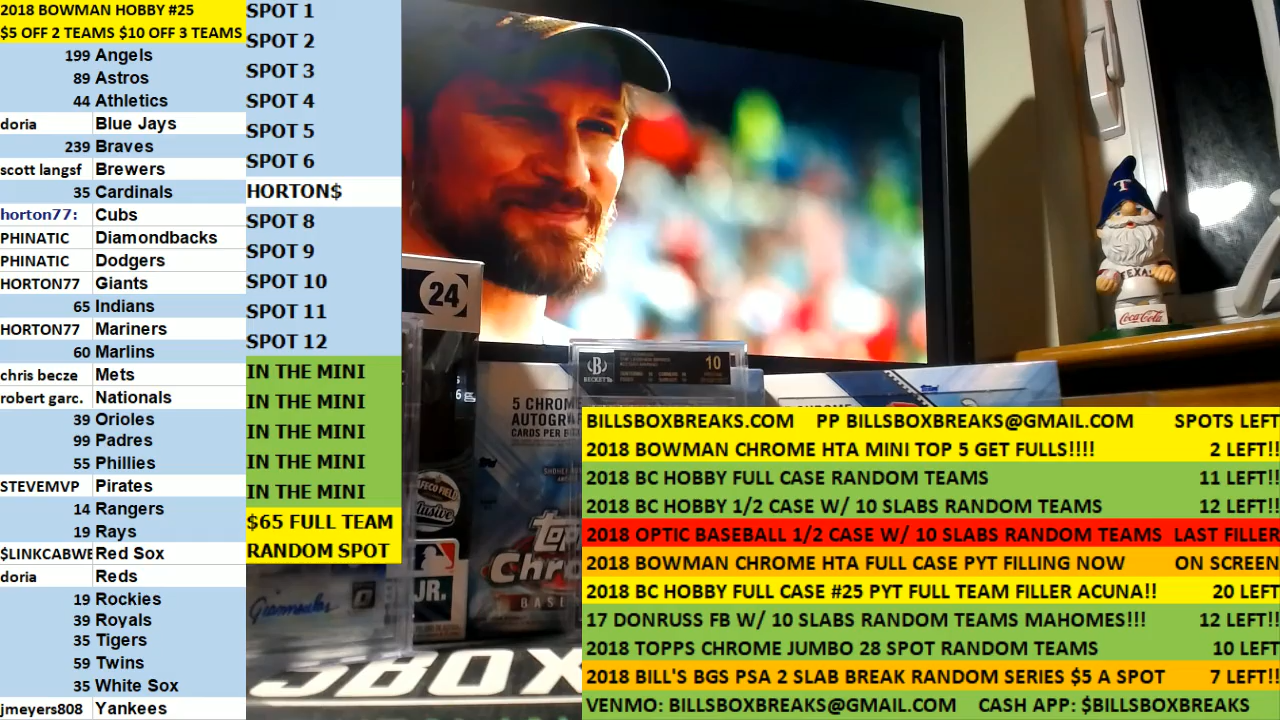 2018 BOWMAN HOBBY #25
$5 OFF 2 TEAMS $10 OFF 3 TEAMS
199 Angels
89 Astros
44 Athletics
doria Blue Jays
239 Braves
scott langsf Brewers
35 Cardinals
horton77: Cubs
PHINATIC Diamondbacks
PHINATIC Dodgers
HORTON77 Giants
65 Indians
HORTON77 Mariners
60 Marlins
chris becze Mets
robert garc. Nationals
39 Orioles
99 Padres
55 Phillies
STEVEMVP Pirates
14 Rangers
19 Rays
$LINKCABWE Red Sox
doria Reds
19 Rockies
39 Royals
35 Tigers
59 Twins
35 White Sox
jmeyers808 Yankees
SPOT 1
SPOT 2
SPOT 3
SPOT 4
SPOT 5
SPOT 6
HORTON$
SPOT 8
SPOT 9
SPOT 10
SPOT 11
SPOT 12
IN THE MINI
IN THE MINI
IN THE MINI
IN THE MINI
IN THE MINI
$65 FULL TEAM
RANDOM SPOT
24
BECKETT
10
5 CHROME
AUTOGRAPH
CARDS PER B
SAFECO FIELD
Topps
Chro
BASE
JR.
SBOX
T
TEXAS
Coca-Cola
topps
BILLSBOXBREAKS.COM PP BILLSBOXBREAKS@GMAIL.COM SPOTS LEFT
2018 BOWMAN CHROME HTA MINI TOP 5 GET FULLS!!!! 2 LEFT!!
2018 BC HOBBY FULL CASE RANDOM TEAMS 11 LEFT!!
2018 BC HOBBY 1/2 CASE W/ 10 SLABS RANDOM TEAMS 12 LEFT!!
2018 OPTIC BASEBALL 1/2 CASE W/ 10 SLABS RANDOM TEAMS LAST FILLER
2018 BOWMAN CHROME HTA FULL CASE PYT FILLING NOW ON SCREEN
2018 BC HOBBY FULL CASE #25 PYT FULL TEAM FILLER ACUNA!! 20 LEFT
17 DONRUSS FB W/ 10 SLABS RANDOM TEAMS MAHOMES!!! 12 LEFT!!
2018 TOPPS CHROME JUMBO 28 SPOT RANDOM TEAMS 10 LEFT
2018 BILL'S BGS PSA 2 SLAB BREAK RANDOM SERIES $5 A SPOT 7 LEFT!!
VENMO: BILLSBOXBREAKS@GMAIL.COM CASH APP: $BILLSBOXBREAKS